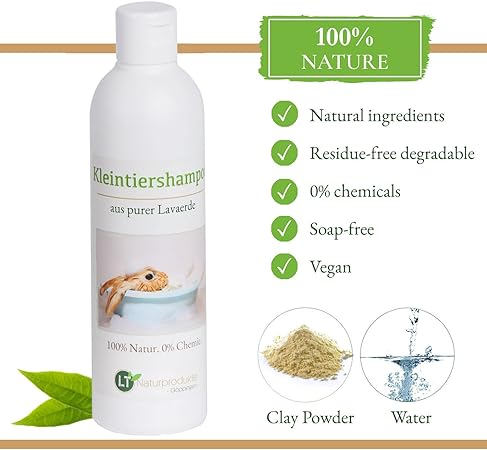 Kleintiershampo
aus purer Lavaerde
100% Natur. 0% Chemie.
LT Naturprodukte
100%
NATURE
Natural ingredients
Residue-free degradable
0% chemicals
Soap-free
Vegan
Clay Powder
Water